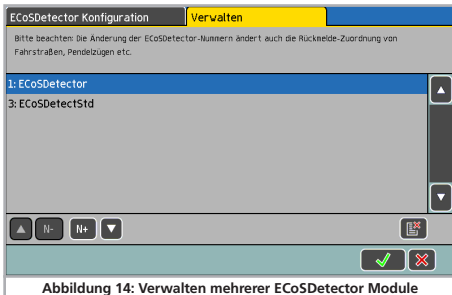 ECoSDetector Konfiguration
Verwalten
Bitte beachten: Die Änderung der ECoSDetector-Nummern ändert auch die Rückmelde-Zuordnung von
Fahrstraßen, Pendelzügen etc.
1: ECoSDetector
3: ECoSDetectStd
N- N+
Abbildung 14: Verwalten mehrerer ECoSDetector Module